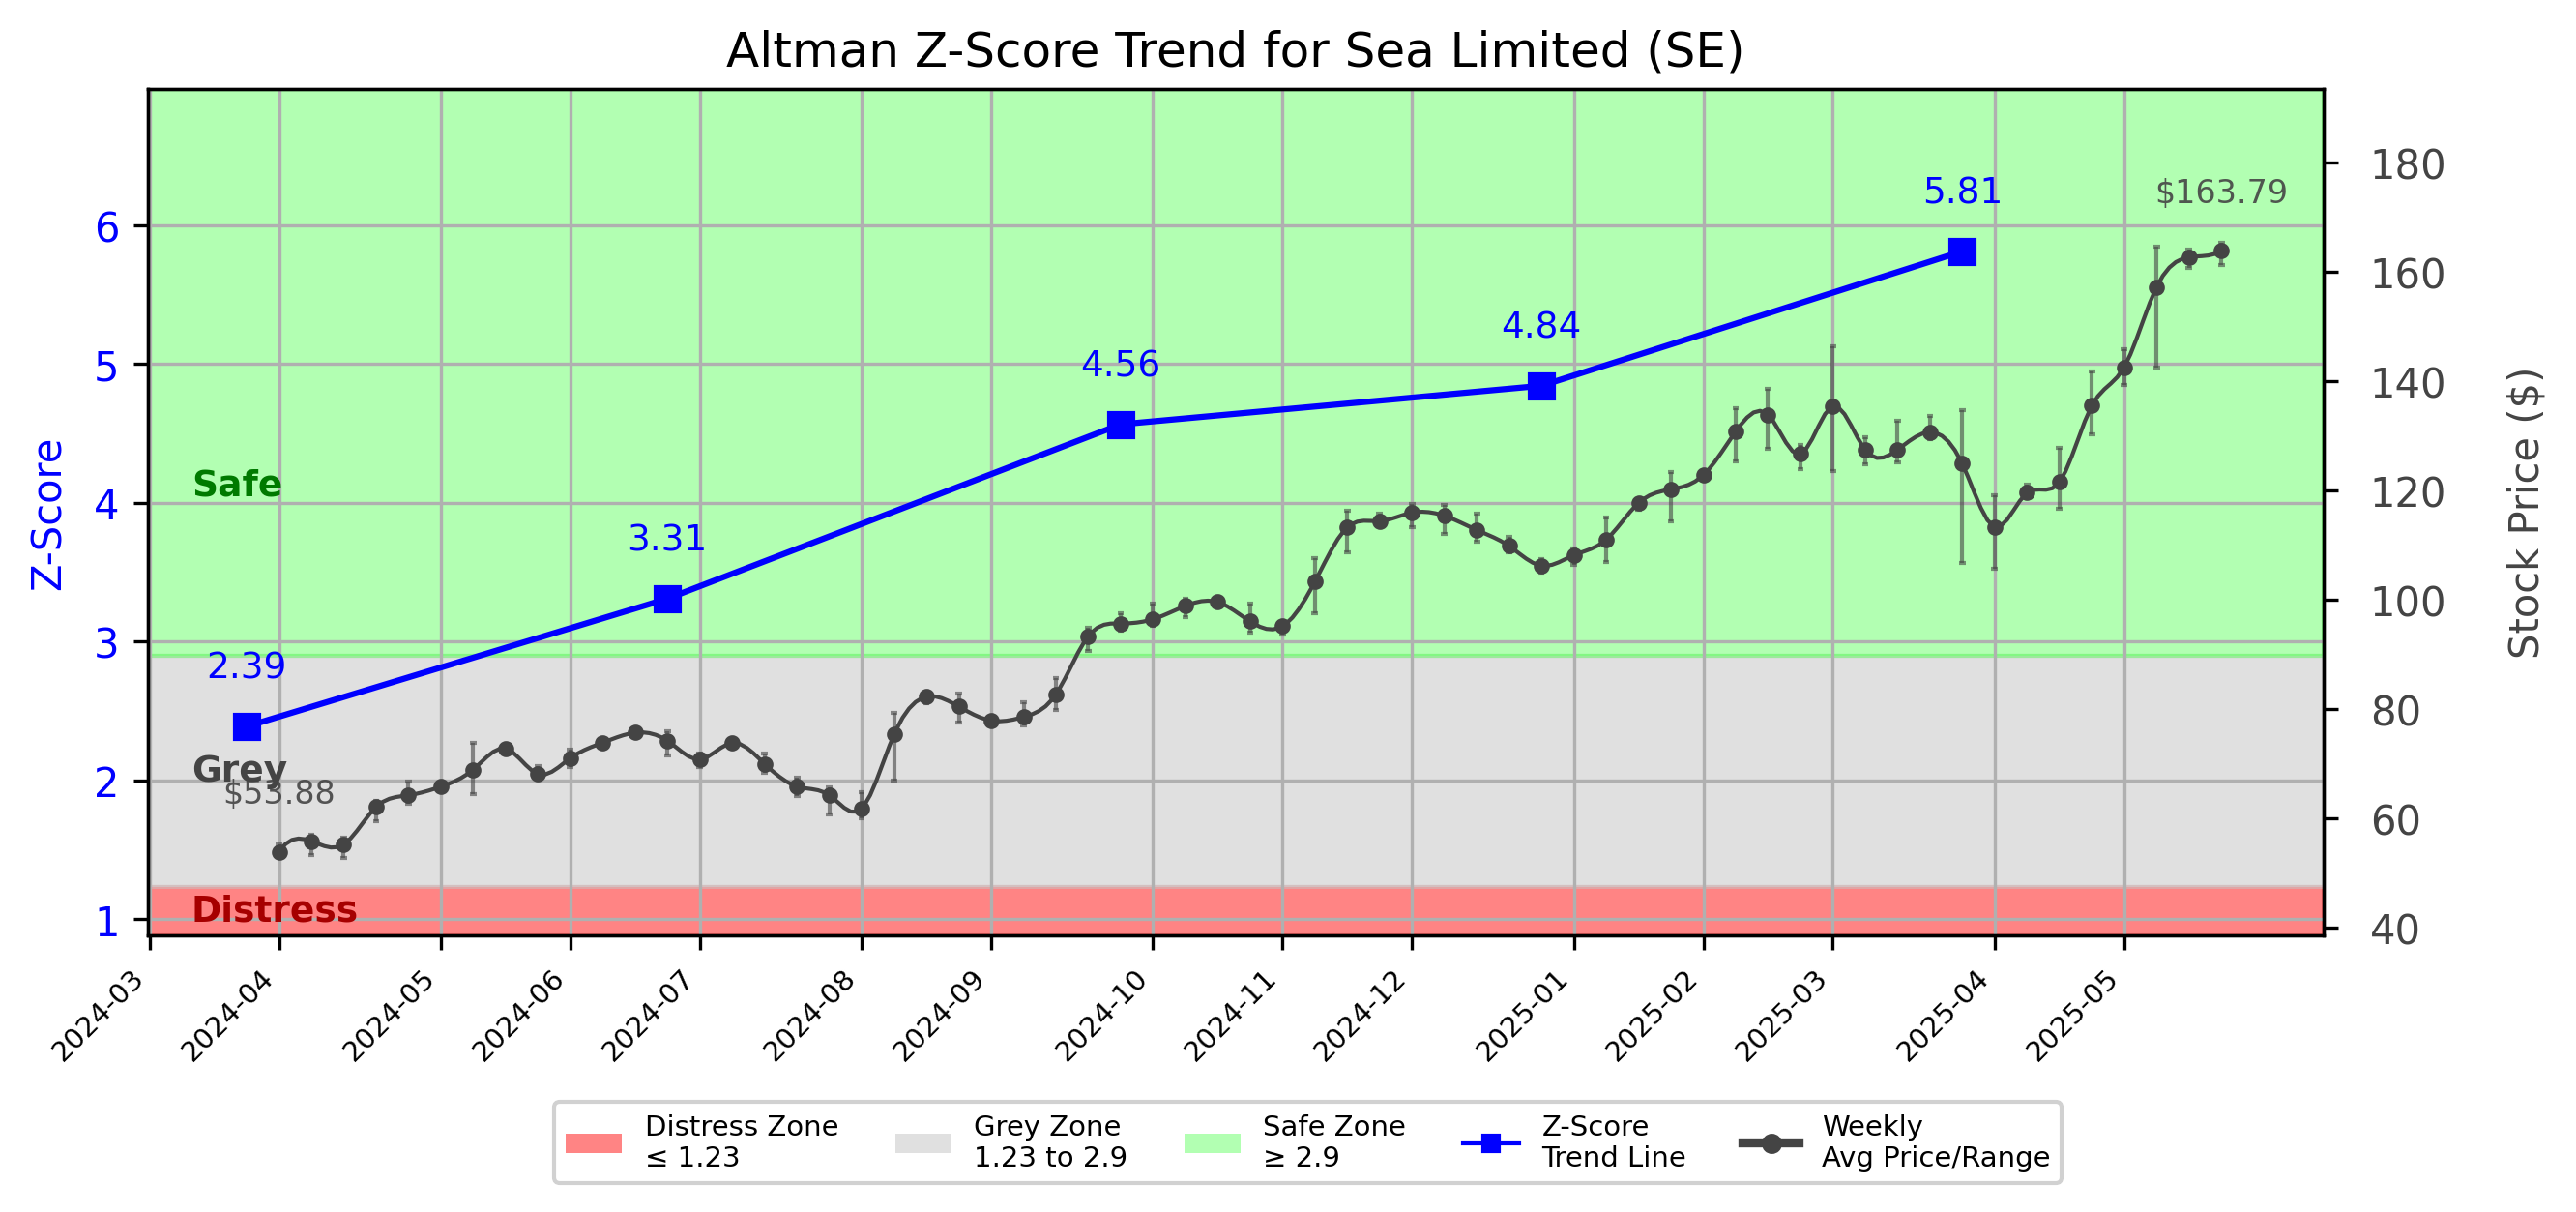 Altman Z-Score Trend for Sea Limited (SE)
Z-Score
6
5
4
3
2
1
Safe
Grey
Distress
2.39
3.31
4.56
4.84
5.81
$53.88
$163.79
180
160
140
120
100
80
60
40
Stock Price ($)
2024-03
2024-04
2024-05
2024-06
2024-07
2024-08
2024-09
2024-10
2024-11
2024-12
2025-01
2025-02
2025-03
2025-04
2025-05
Distress Zone
≤ 1.23
Grey Zone
1.23 to 2.9
Safe Zone
≥ 2.9
Z-Score
Trend Line
Weekly
Avg Price/Range